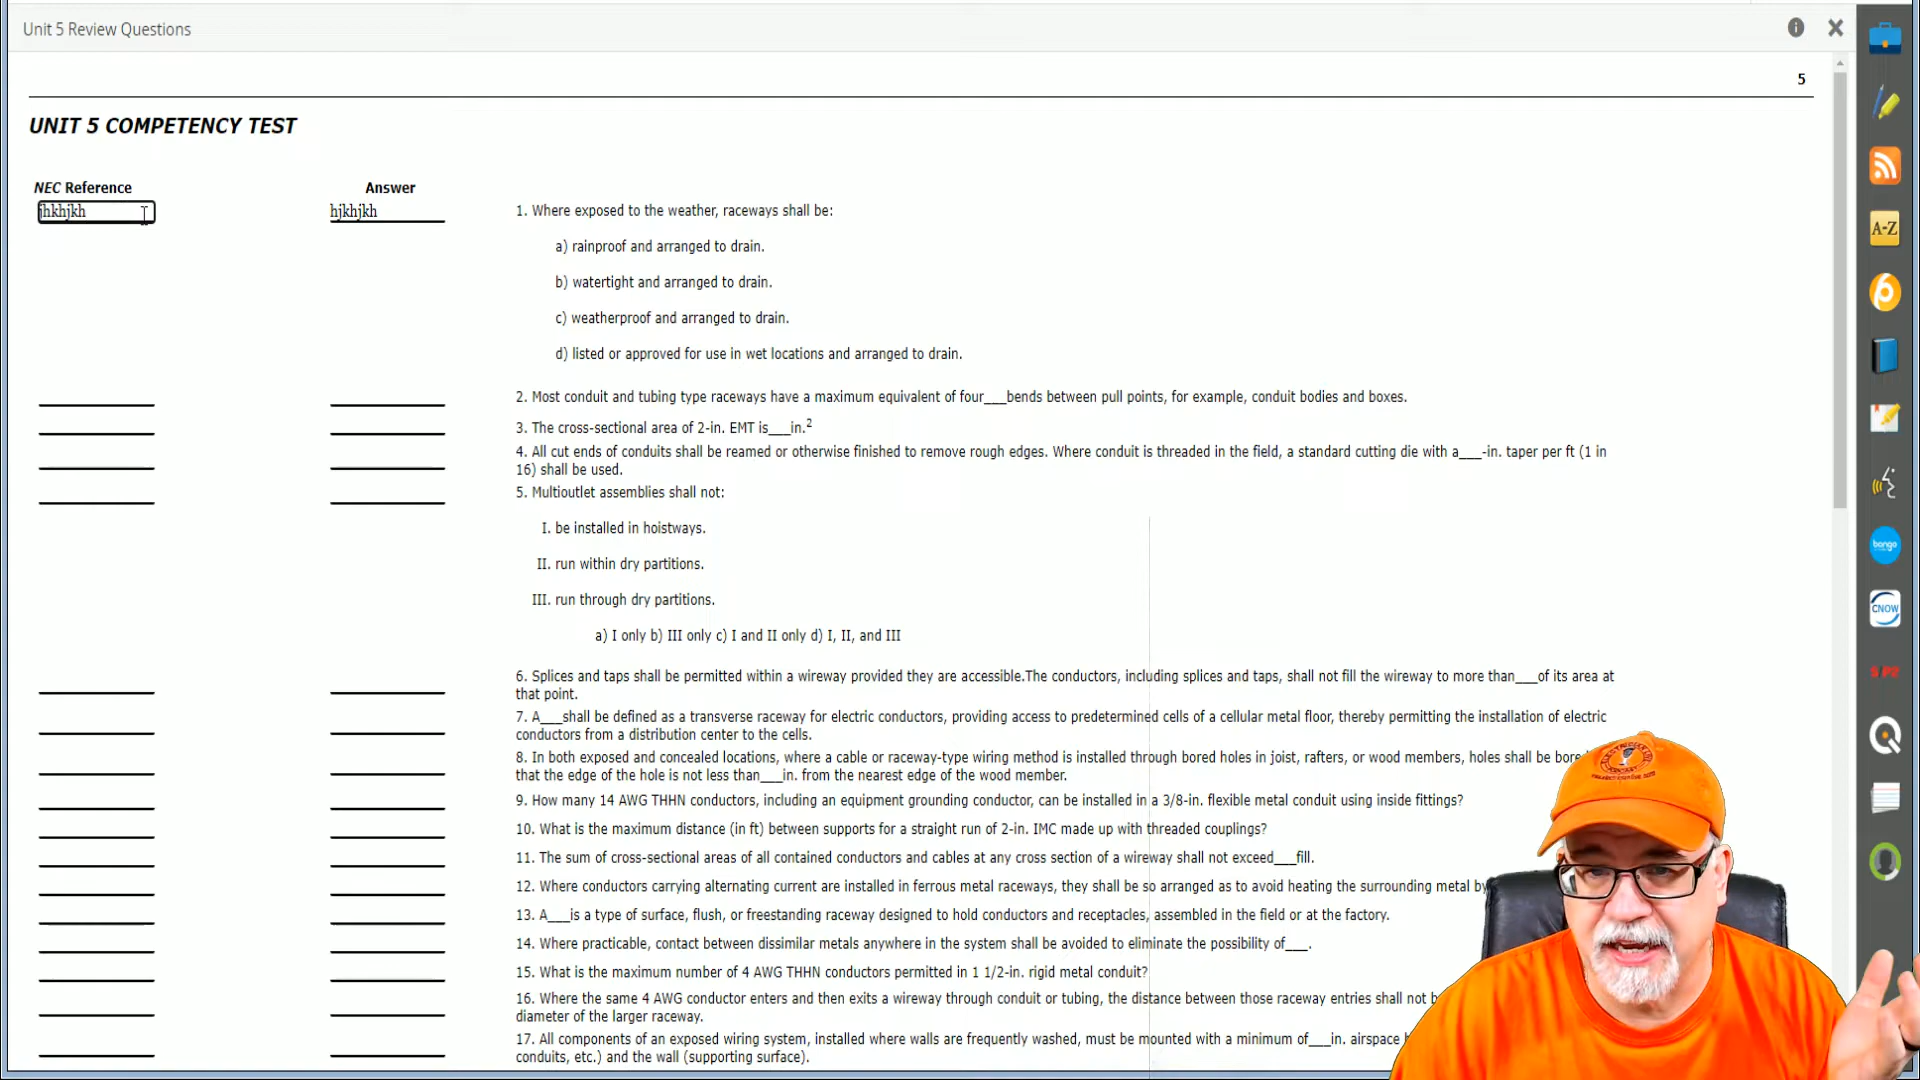 Unit 5 Review Questions
5
UNIT 5 COMPETENCY TEST
NEC Reference
Answer
hjkhjkh
1. Where exposed to the weather, raceways shall be:
a) rainproof and arranged to drain.
b) watertight and arranged to drain.
c) weatherproof and arranged to drain.
d) listed or approved for use in wet locations and arranged to drain.
2. Most conduit and tubing type raceways have a maximum equivalent of four___bends between pull points, for example, conduit bodies and boxes.
3. The cross-sectional area of 2-in. EMT is___in.2
4. All cut ends of conduits shall be reamed or otherwise finished to remove rough edges. Where conduit is threaded in the field, a standard cutting die with a___-in. taper per ft (1 in
16) shall be used.
5. Multioutlet assemblies shall not:
I. be installed in hoistways.
II. run within dry partitions.
III. run through dry partitions.
a) I only b) III only c) I and II only d) I, II, and III
6. Splices and taps shall be permitted within a wireway provided they are accessible.The conductors, including splices and taps, shall not fill the wireway to more than___of its area at
that point.
7. A___shall be defined as a transverse raceway for electric conductors, providing access to predetermined cells of a cellular metal floor, thereby permitting the installation of electric
conductors from a distribution center to the cells.
8. In both exposed and concealed locations, where a cable or raceway-type wiring method is installed through bored holes in joist, rafters, or wood members, holes shall be bore
that the edge of the hole is not less than___in. from the nearest edge of the wood member.
9. How many 14 AWG THHN conductors, including an equipment grounding conductor, can be installed in a 3/8-in. flexible metal conduit using inside fittings?
10. What is the maximum distance (in ft) between supports for a straight run of 2-in. IMC made up with threaded couplings?
11. The sum of cross-sectional areas of all contained conductors and cables at any cross section of a wireway shall not exceed___fill.
12. Where conductors carrying alternating current are installed in ferrous metal raceways, they shall be so arranged as to avoid heating the surrounding metal by
13. A___is a type of surface, flush, or freestanding raceway designed to hold conductors and receptacles, assembled in the field or at the factory.
14. Where practicable, contact between dissimilar metals anywhere in the system shall be avoided to eliminate the possibility of___.
15. What is the maximum number of 4 AWG THHN conductors permitted in 1 1/2-in. rigid metal conduit?
16. Where the same 4 AWG conductor enters and then exits a wireway through conduit or tubing, the distance between those raceway entries shall not b
diameter of the larger raceway.
17. All components of an exposed wiring system, installed where walls are frequently washed, must be mounted with a minimum of___in. airspace
conduits, etc.) and the wall (supporting surface).
A-Z
bongo
CNOW